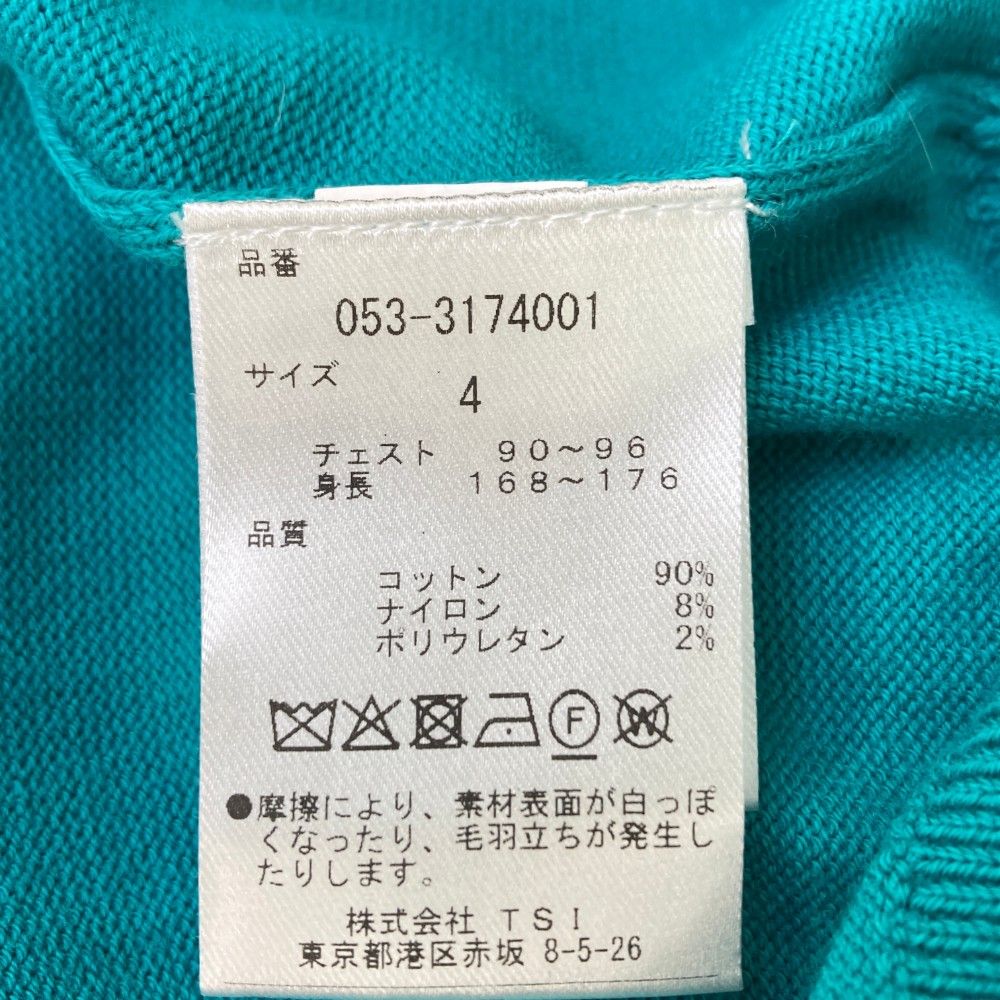 品番
053-3174001
サイズ
4
チェスト 90～96
身長 168～176
品質
コットン 90%
ナイロン 8%
ポリウレタン 2%
F W
●摩擦により、素材表面が白っぽ
くなったり、毛羽立ちが発生し
たりします。
株式会社 TSI
東京都港区赤坂 8-5-26